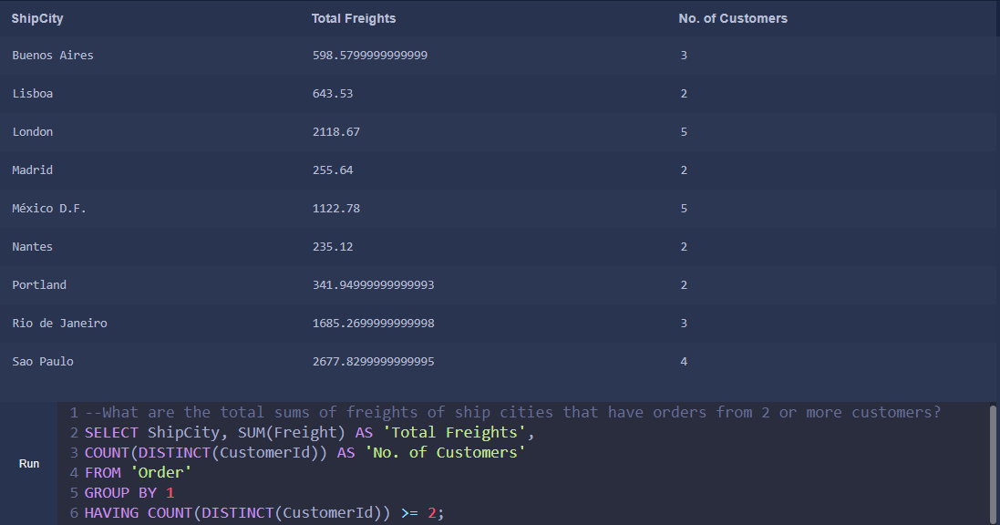 ShipCity Total Freights No. of Customers
Buenos Aires 598.5799999999999 3
Lisboa 643.53 2
London 2118.67 5
Madrid 255.64 2
México D.F. 1122.78 5
Nantes 235.12 2
Portland 341.94999999999993 2
Rio de Janeiro 1685.2699999999998 3
Sao Paulo 2677.8299999999995 4
1 --What are the total sums of freights of ship cities that have orders from 2 or more customers?
2 SELECT ShipCity, SUM(Freight) AS 'Total Freights',
3 COUNT(DISTINCT(CustomerId)) AS 'No. of Customers'
Run
4 FROM 'Order'
5 GROUP BY 1
6 HAVING COUNT(DISTINCT(CustomerId)) >= 2;